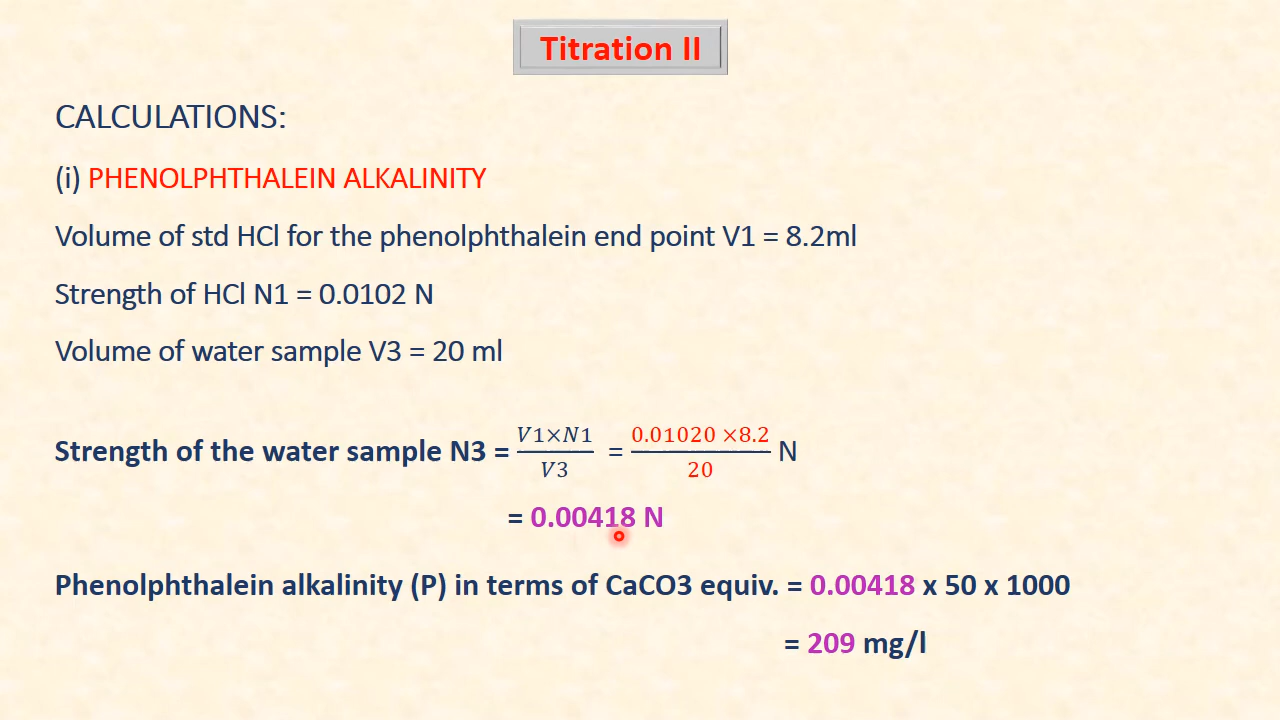 Titration II
CALCULATIONS:
(i) PHENOLPHTHALEIN ALKALINITY
Volume of std HCl for the phenolphthalein end point V1 = 8.2ml
Strength of HCl N1 = 0.0102 N
Volume of water sample V3 = 20 ml
Strength of the water sample N3 = \frac{V1×N1}{V3} = \frac{0.01020 ×8.2}{20} N
= 0.00418 N
Phenolphthalein alkalinity (P) in terms of CaCO3 equiv. = 0.00418 x 50 x 1000
= 209 mg/l